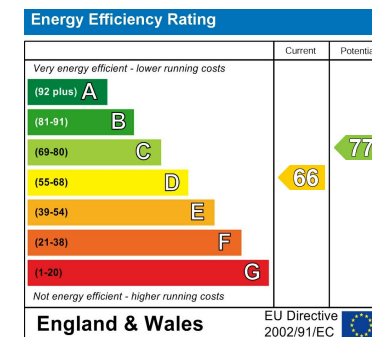 Energy Efficiency Rating
Current Potentia
Very energy efficient - lower running costs
(92 plus) A
(81-91) B
(69-80) C
77
(55-68) D
66
(39-54) E
(21-38) F
(1-20) G
Not energy efficient - higher running costs
England & Wales
EU Directive
2002/91/EC